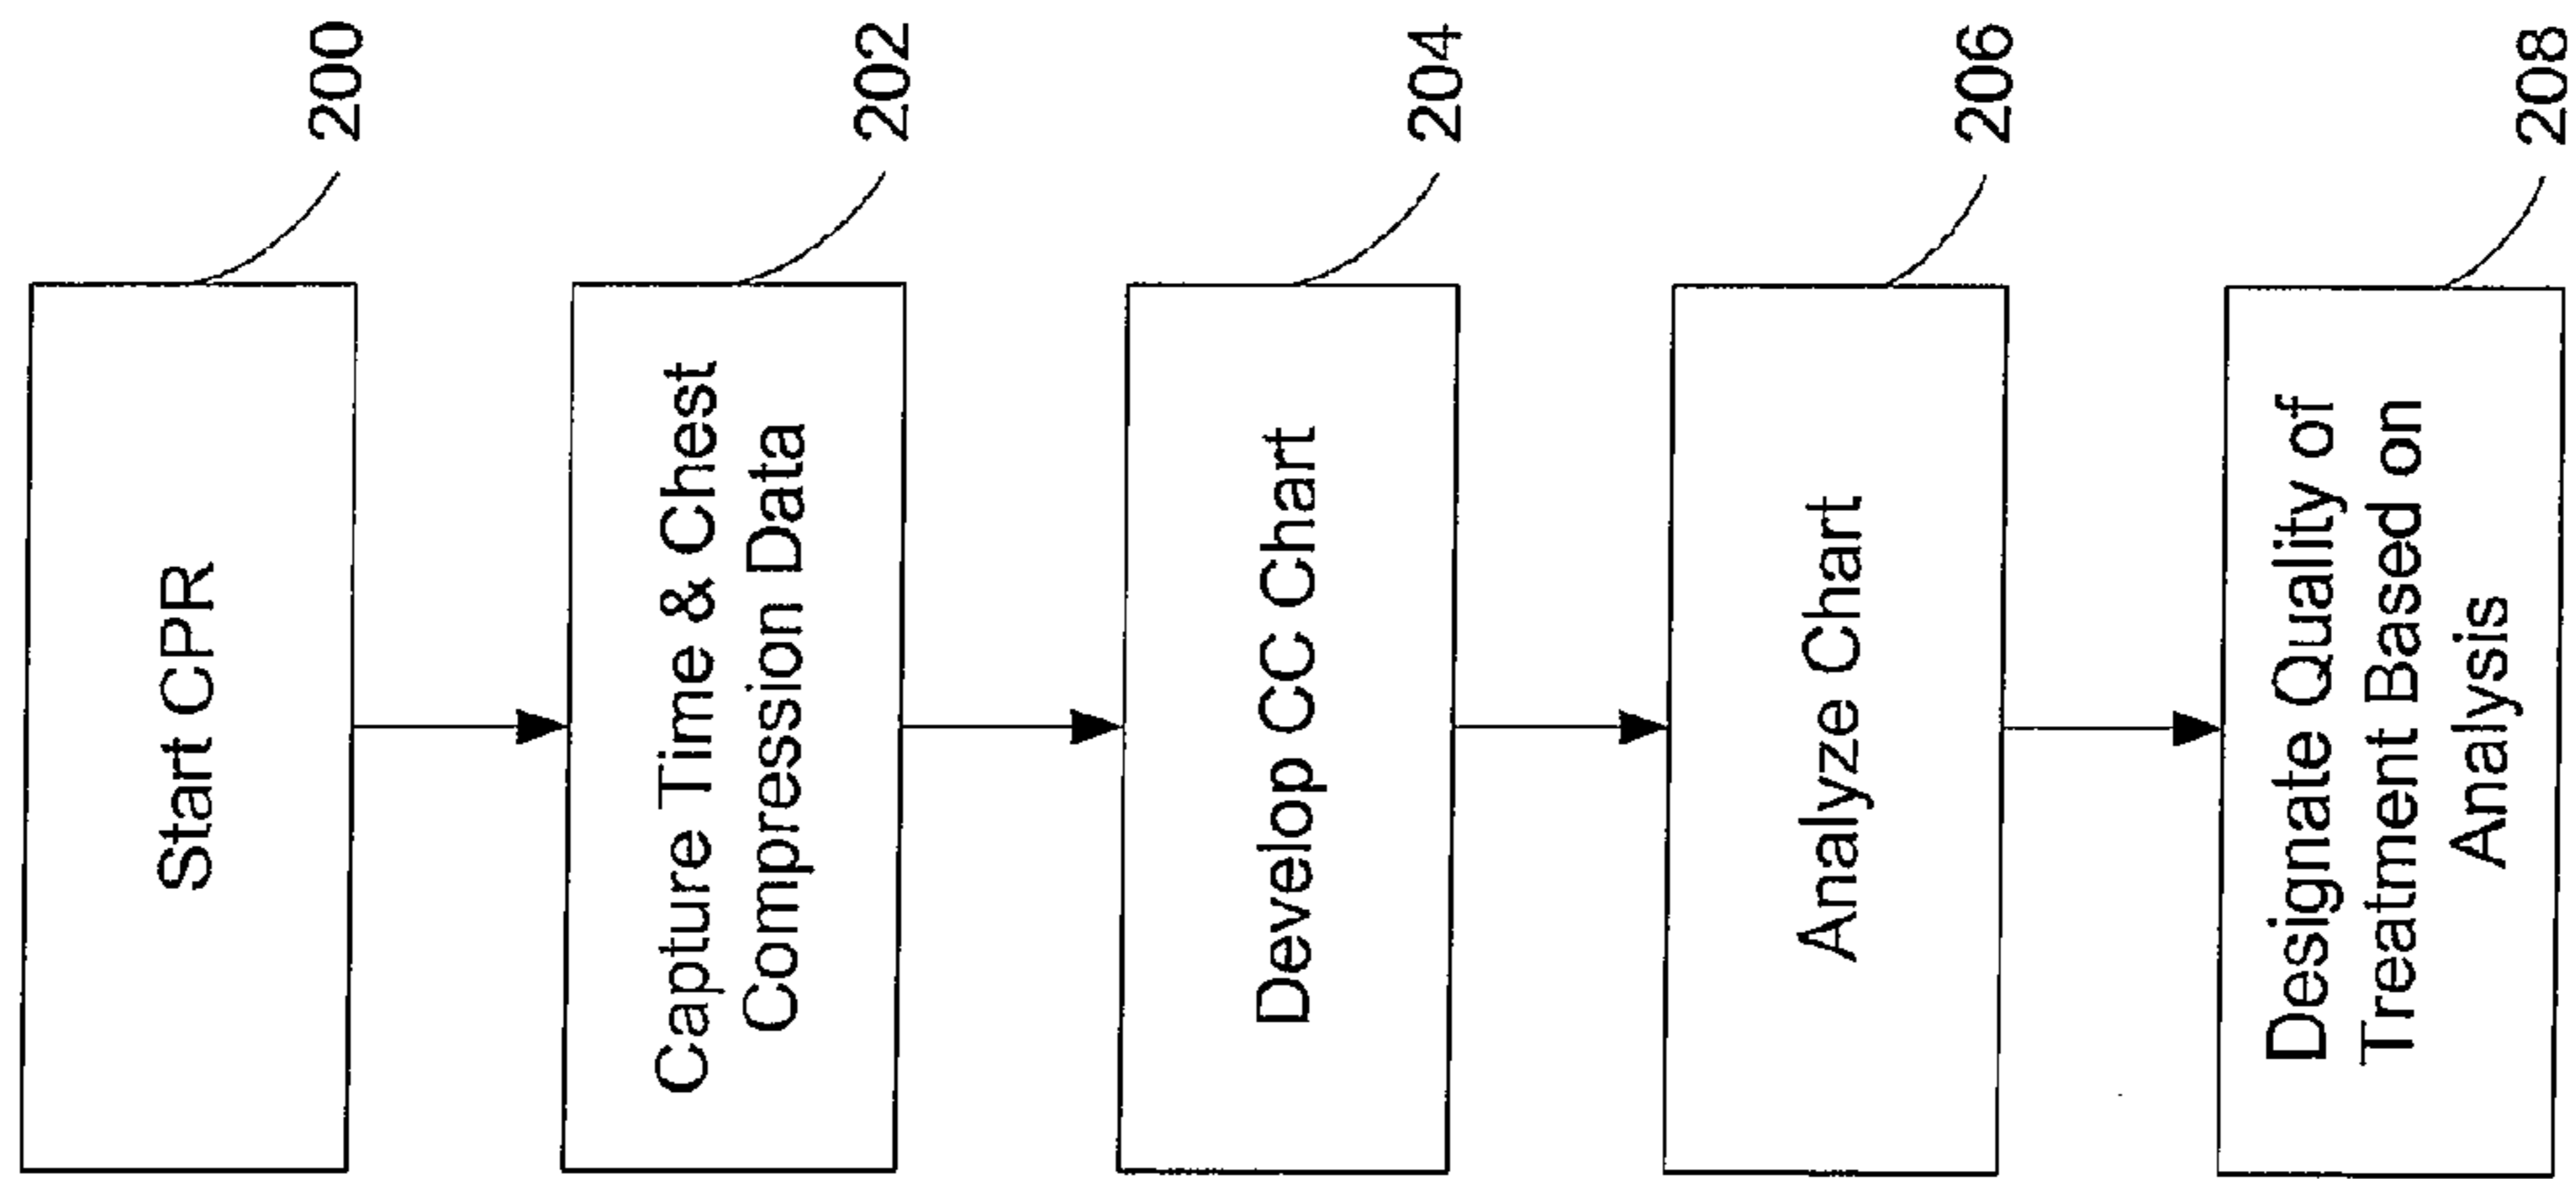 Start CPR
200
Capture Time & Chest
Compression Data
202
Develop CC Chart
204
Analyze Chart
206
Designate Quality of
Treatment Based on
Analysis
208